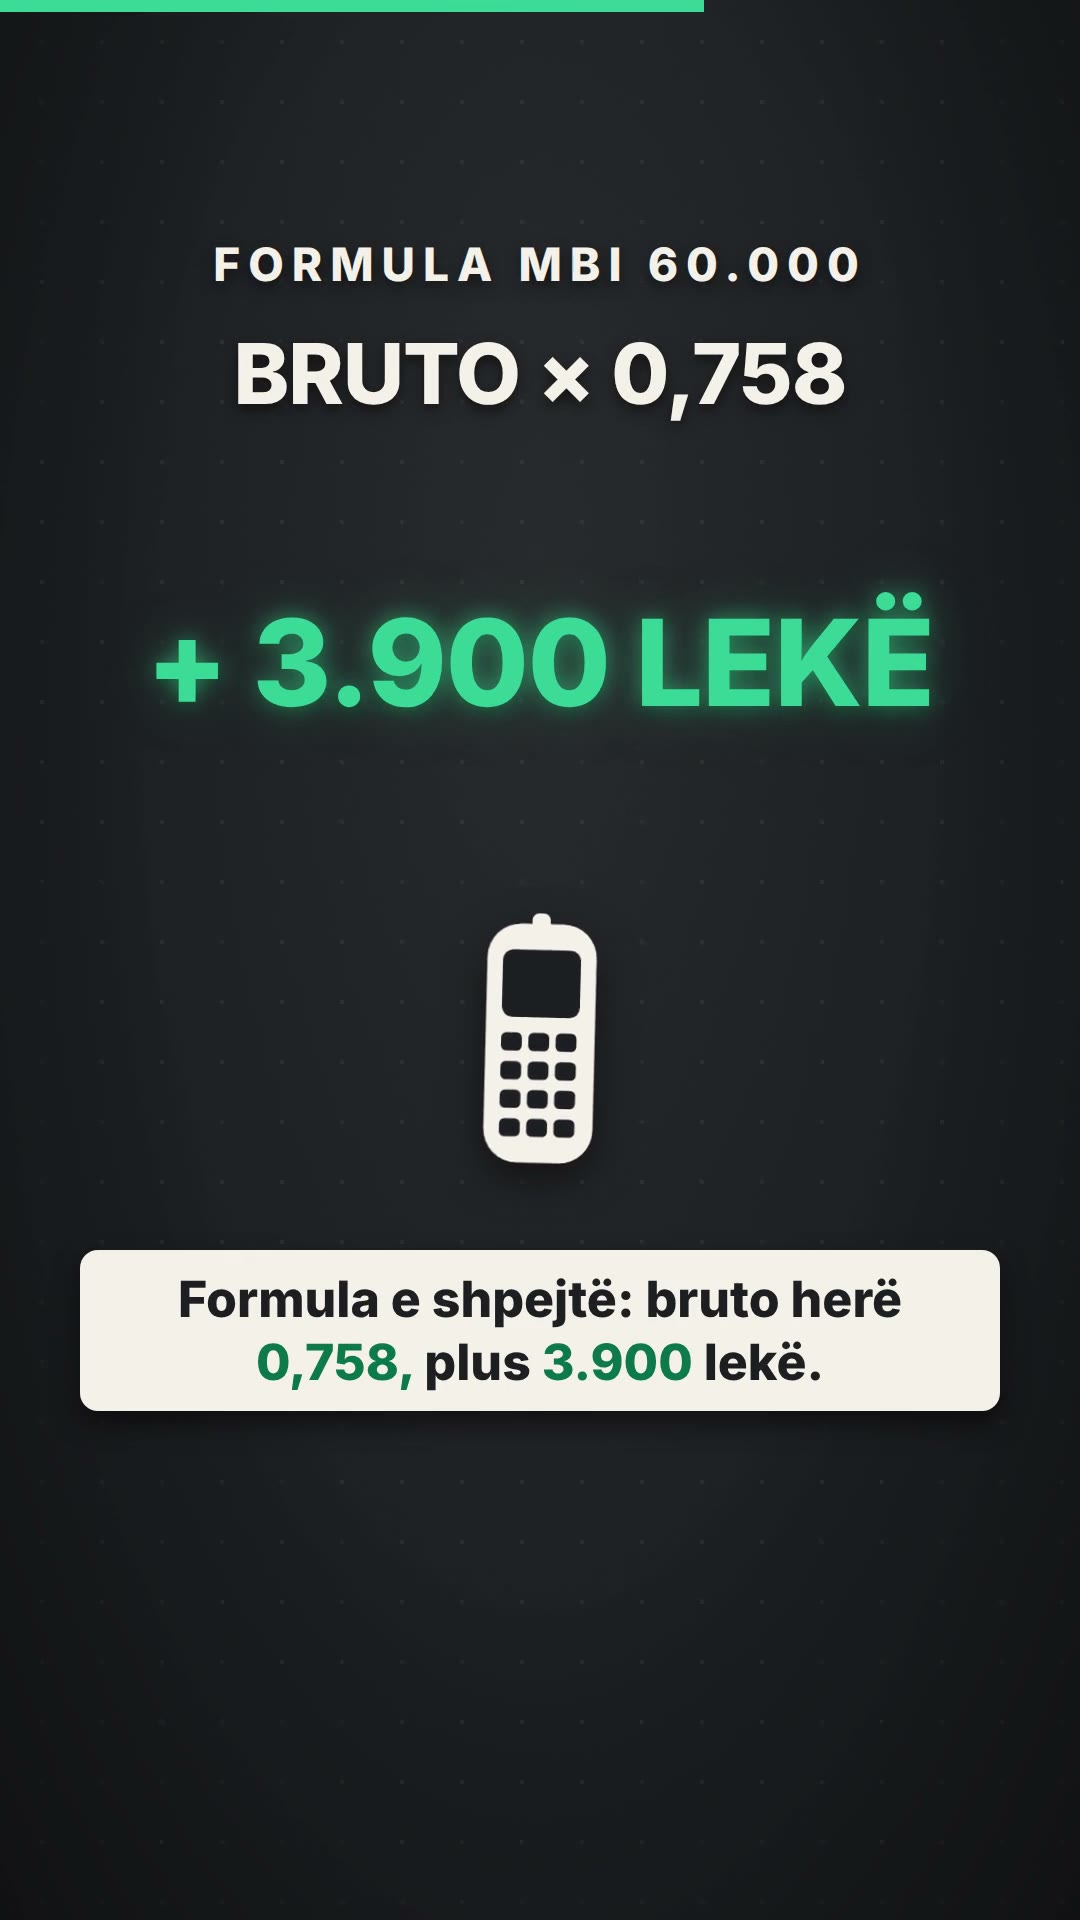 FORMULA MBI 60.000
BRUTO × 0,758
+ 3.900 LEKË
Formula e shpejtë: bruto herë
0,758, plus 3.900 lekë.